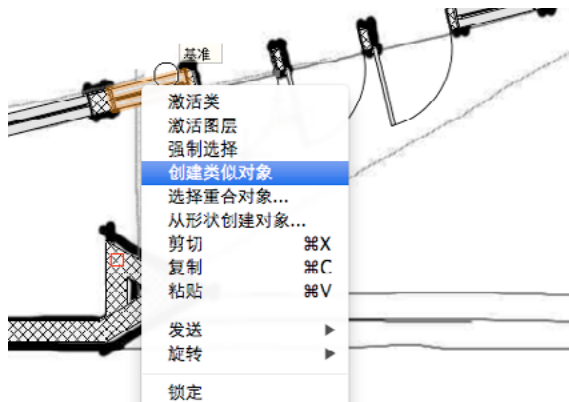 基准
激活类
激活图层
强制选择
创建类似对象
选择重合对象...
从形状创建对象...
剪切 ⌘X
复制 ⌘C
粘贴 ⌘V
发送 ▶
旋转 ▶
锁定